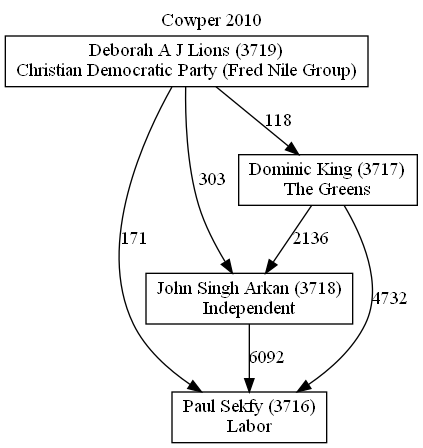 Cowper 2010
Deborah A J Lions (3719)
Christian Democratic Party (Fred Nile Group)
118
Dominic King (3717)
The Greens
303
171
2136
4732
John Singh Arkan (3718)
Independent
6092
Paul Sekfy (3716)
Labor